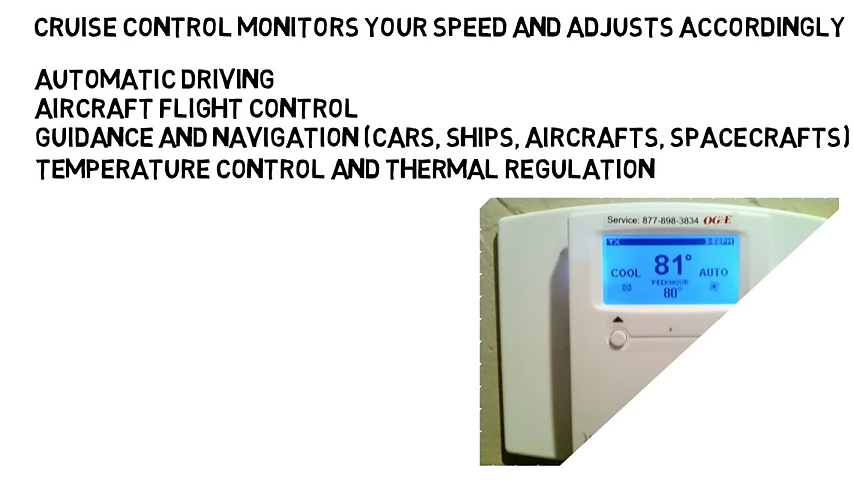 CRUISE CONTROL MONITORS YOUR SPEED AND ADJUSTS ACCORDINGLY
AUTOMATIC DRIVING
AIRCRAFT FLIGHT CONTROL
GUIDANCE AND NAVIGATION (CARS, SHIPS, AIRCRAFTS, SPACECRAFTS)
TEMPERATURE CONTROL AND THERMAL REGULATION
Service: 877-898-3834 OG&E
TX
COOL 81° AUTO
PEEKHOUR
80°